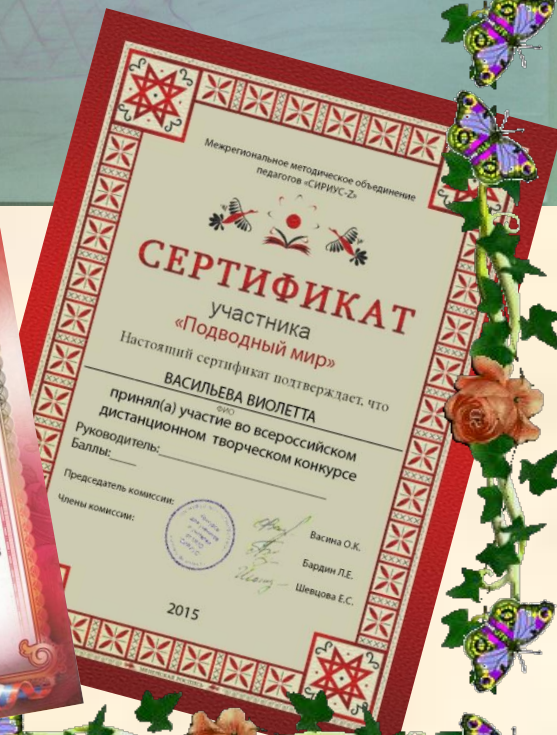 Межрегиональное методическое объединение
педагогов «СИРИУС-Z»
СЕРТИФИКАТ
участника
«Подводный мир»
Настоящий сертификат подтверждает, что
ВАСИЛЬЕВА ВИОЛЕТТА
ФИО
принял(а) участие во всероссийском
дистанционном творческом конкурсе
Руководитель:
Баллы:
Председатель комиссии:
Члены комиссии:
Васина О.К.
Бардин Л.Е.
Шевцова Е.С.
2015